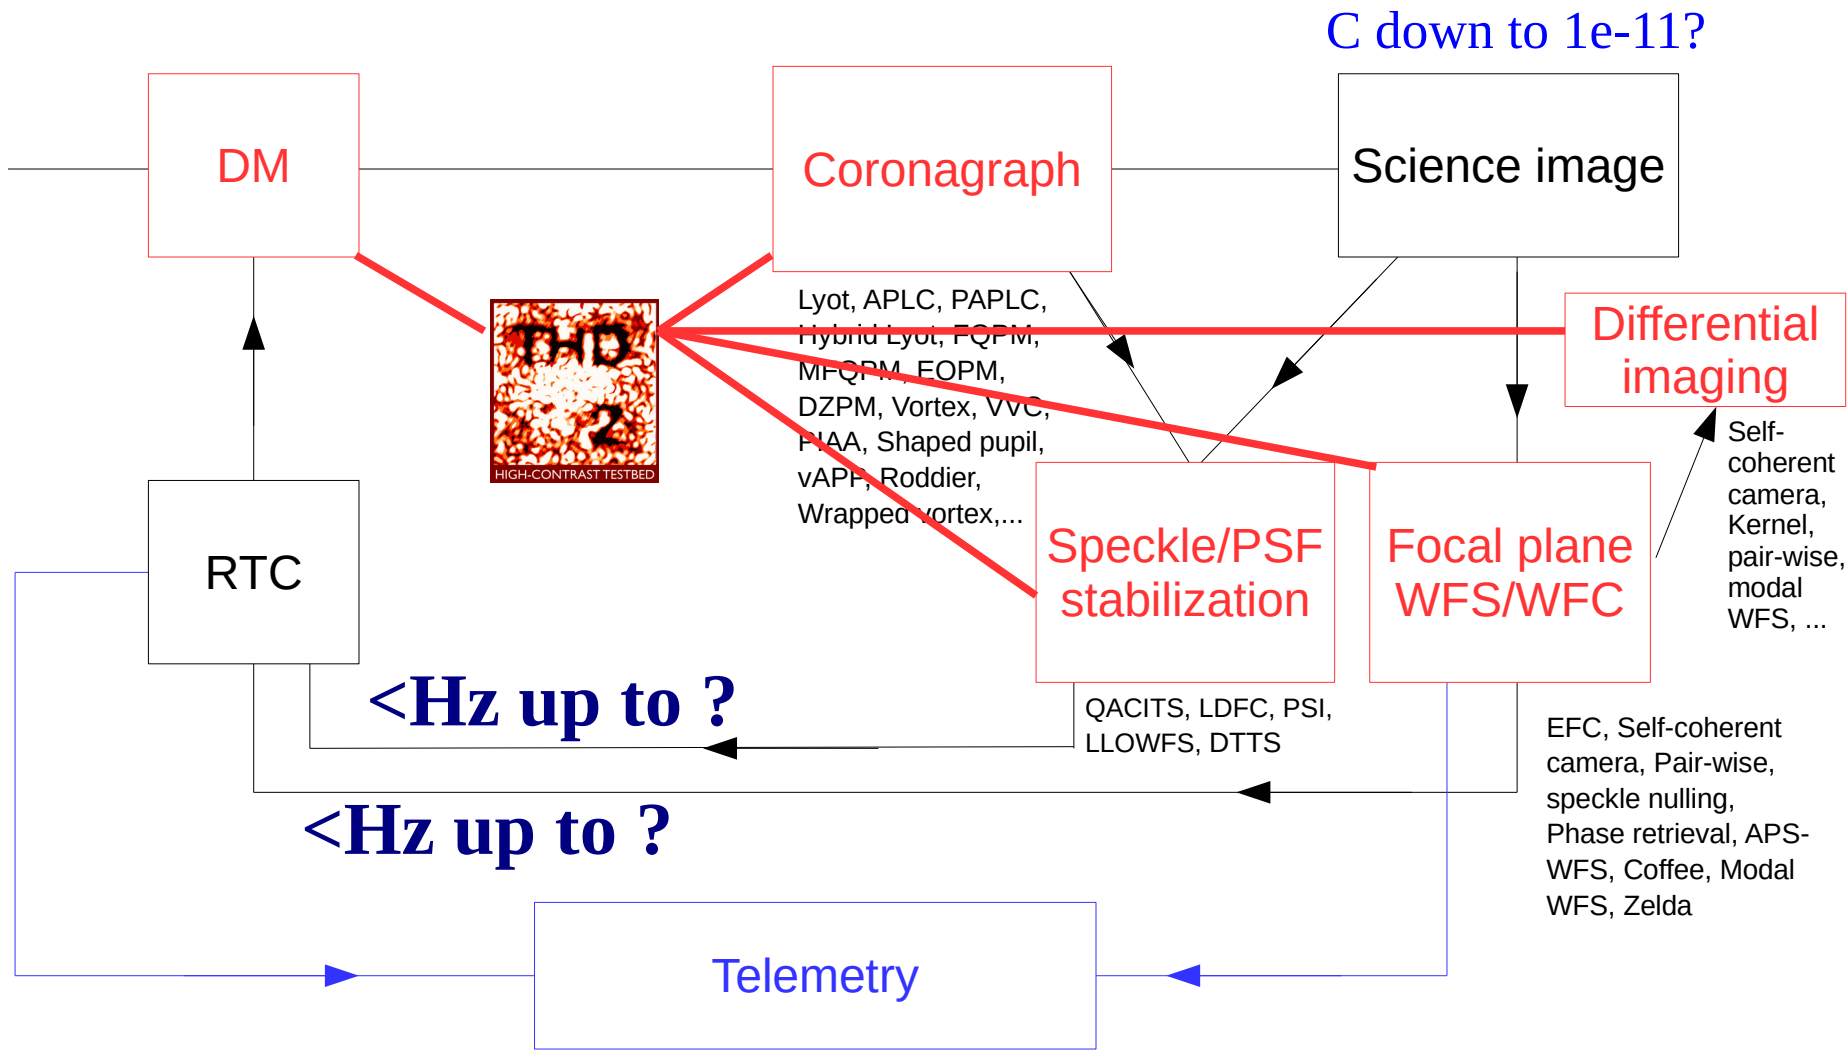 C down to 1e-11?
DM
Coronagraph
Science image
Lyot, APLC, PAPLC,
Hybrid Lyot, FQPM,
MFQPM, EOPM,
DZPM, Vortex, VVC,
PIAA, Shaped pupil,
vAPP, Roddier,
Wrapped vortex,...
THD
2
HIGH-CONTRAST TESTBED
Differential
imaging
Self-
coherent
camera,
Kernel,
pair-wise,
modal
WFS, ...
RTC
Speckle/PSF
stabilization
Focal plane
WFS/WFC
<Hz up to ?
QACITS, LDFC, PSI,
LLOWFS, DTTS
<Hz up to ?
EFC, Self-coherent
camera, Pair-wise,
speckle nulling,
Phase retrieval, APS-
WFS, Coffee, Modal
WFS, Zelda
Telemetry